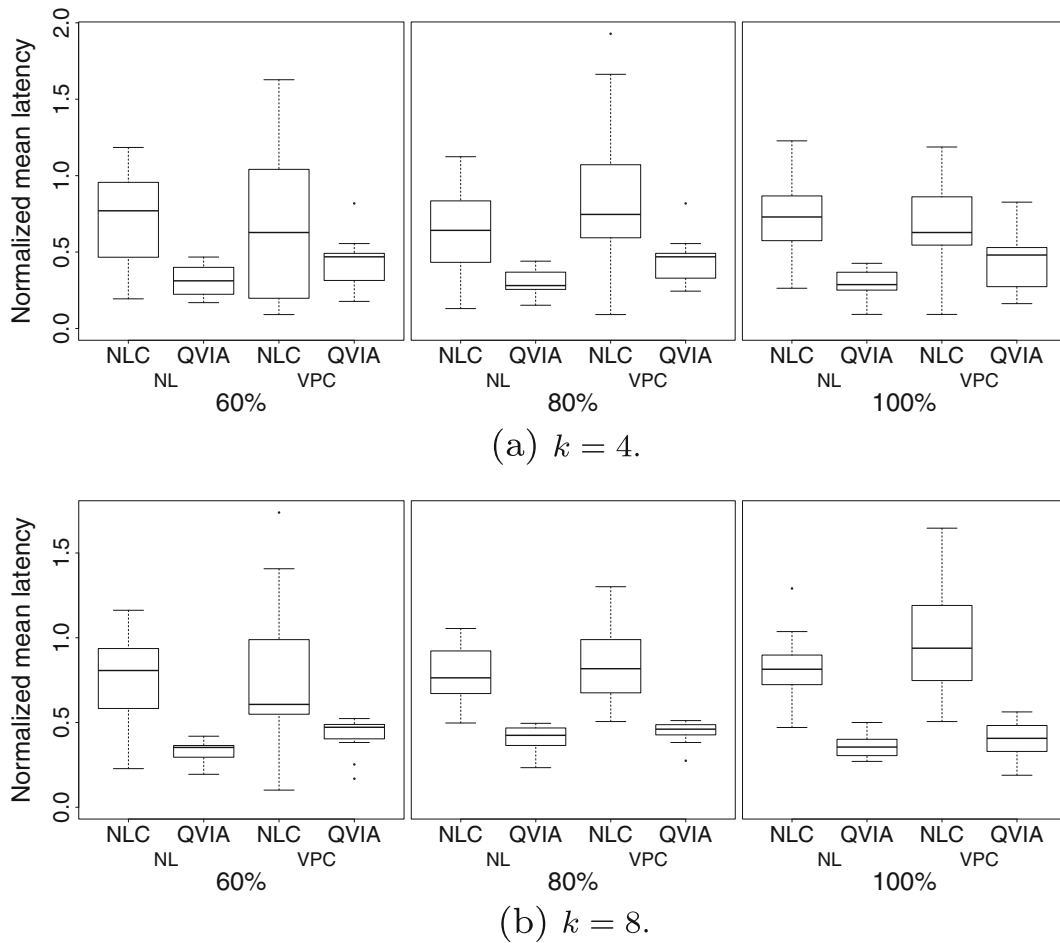 Normalized mean latency
2.0
1.5
1.0
0.5
0.0
NLC QVIA NLC QVIA NLC QVIA NLC QVIA NLC QVIA NLC QVIA
NL VPC NL VPC NL VPC
60% 80% 100%
(a) k = 4.
Normalized mean latency
1.5
1.0
0.5
0.0
NLC QVIA NLC QVIA NLC QVIA NLC QVIA NLC QVIA NLC QVIA
NL VPC NL VPC NL VPC
60% 80% 100%
(b) k = 8.